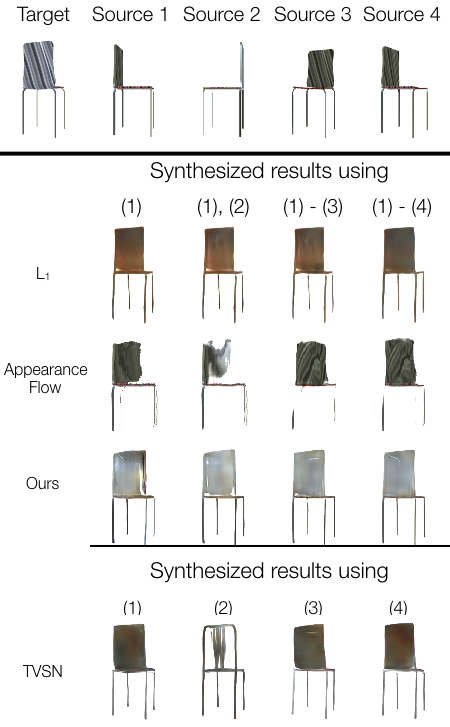 Target Source 1 Source 2 Source 3 Source 4
Synthesized results using
(1) (1), (2) (1) - (3) (1) - (4)
L₁
Appearance
Flow
Ours
Synthesized results using
(1) (2) (3) (4)
TVSN